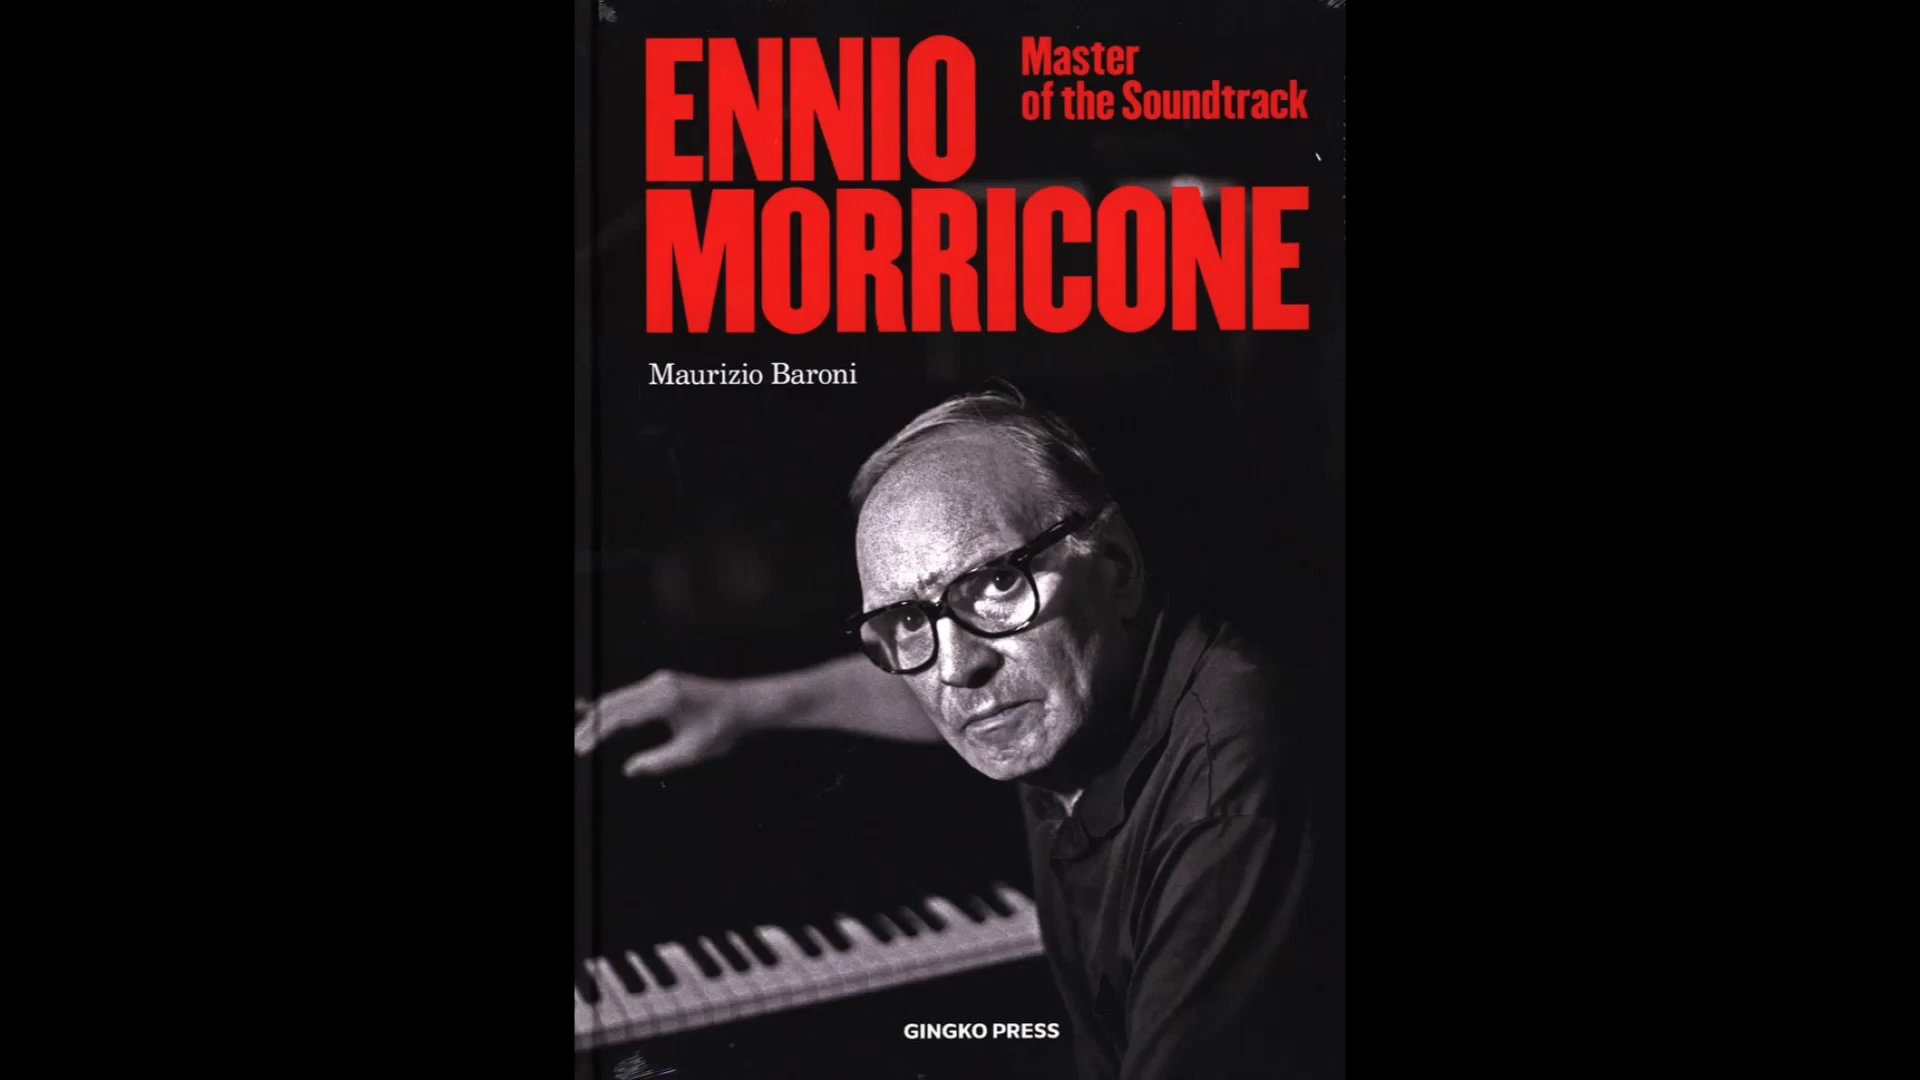 ENNIO
Master
of the Soundtrack
MORRICONE
Maurizio Baroni
GINGKO PRESS